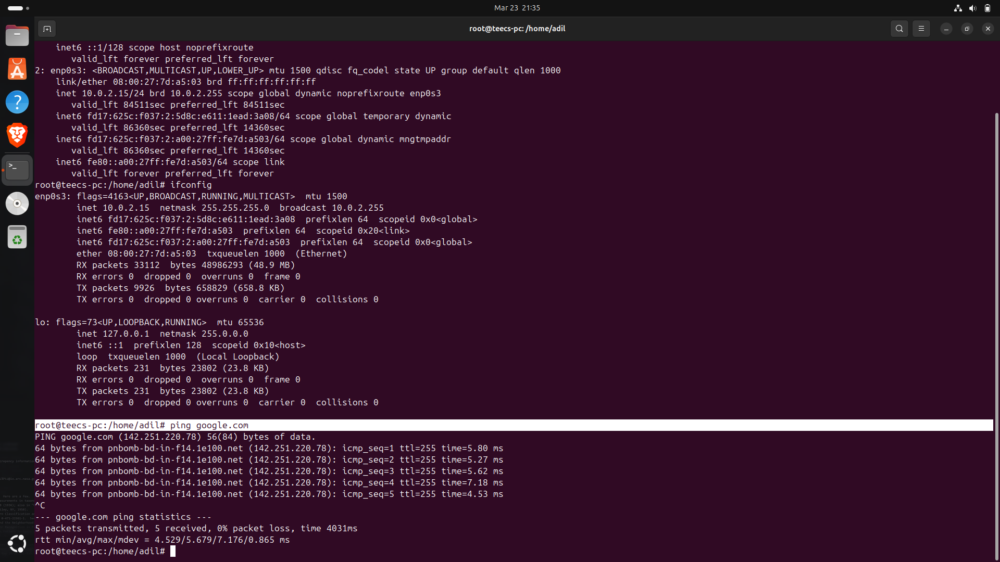 Mar 23 21:35
root@teecs-pc: /home/adil
inet6 ::1/128 scope host noprefixroute
valid_lft forever preferred_lft forever
2: enp0s3: <BROADCAST,MULTICAST,UP,LOWER_UP> mtu 1500 qdisc fq_codel state UP group default qlen 1000
link/ether 08:00:27:7d:a5:03 brd ff:ff:ff:ff:ff:ff
inet 10.0.2.15/24 brd 10.0.2.255 scope global dynamic noprefixroute enp0s3
valid_lft 84511sec preferred_lft 84511sec
inet6 fd17:625c:f037:2:5d8c:e611:1ead:3a08/64 scope global temporary dynamic
valid_lft 86360sec preferred_lft 14360sec
inet6 fd17:625c:f037:2:a00:27ff:fe7d:a503/64 scope global dynamic mngtmpaddr
valid_lft 86360sec preferred_lft 14360sec
inet6 fe80::a00:27ff:fe7d:a503/64 scope link
valid_lft forever preferred_lft forever
root@teecs-pc:/home/adil# ifconfig
enp0s3: flags=4163<UP,BROADCAST,RUNNING,MULTICAST>  mtu 1500
inet 10.0.2.15  netmask 255.255.255.0  broadcast 10.0.2.255
inet6 fd17:625c:f037:2:5d8c:e611:1ead:3a08  prefixlen 64  scopeid 0x0<global>
inet6 fe80::a00:27ff:fe7d:a503  prefixlen 64  scopeid 0x20<link>
inet6 fd17:625c:f037:2:a00:27ff:fe7d:a503  prefixlen 64  scopeid 0x0<global>
ether 08:00:27:7d:a5:03  txqueuelen 1000  (Ethernet)
RX packets 33112  bytes 48986293 (48.9 MB)
RX errors 0  dropped 0  overruns 0  frame 0
TX packets 9926  bytes 658829 (658.8 KB)
TX errors 0  dropped 0 overruns 0  carrier 0  collisions 0
lo: flags=73<UP,LOOPBACK,RUNNING>  mtu 65536
inet 127.0.0.1  netmask 255.0.0.0
inet6 ::1  prefixlen 128  scopeid 0x10<host>
loop  txqueuelen 1000  (Local Loopback)
RX packets 231  bytes 23802 (23.8 KB)
RX errors 0  dropped 0  overruns 0  frame 0
TX packets 231  bytes 23802 (23.8 KB)
TX errors 0  dropped 0 overruns 0  carrier 0  collisions 0
root@teecs-pc:/home/adil# ping google.com
PING google.com (142.251.220.78) 56(84) bytes of data.
64 bytes from pnbomb-bd-in-f14.1e100.net (142.251.220.78): icmp_seq=1 ttl=255 time=5.80 ms
64 bytes from pnbomb-bd-in-f14.1e100.net (142.251.220.78): icmp_seq=2 ttl=255 time=5.27 ms
64 bytes from pnbomb-bd-in-f14.1e100.net (142.251.220.78): icmp_seq=3 ttl=255 time=5.62 ms
64 bytes from pnbomb-bd-in-f14.1e100.net (142.251.220.78): icmp_seq=4 ttl=255 time=7.18 ms
64 bytes from pnbomb-bd-in-f14.1e100.net (142.251.220.78): icmp_seq=5 ttl=255 time=4.53 ms
^C
--- google.com ping statistics ---
5 packets transmitted, 5 received, 0% packet loss, time 4031ms
rtt min/avg/max/mdev = 4.529/5.679/7.176/0.865 ms
root@teecs-pc:/home/adil#